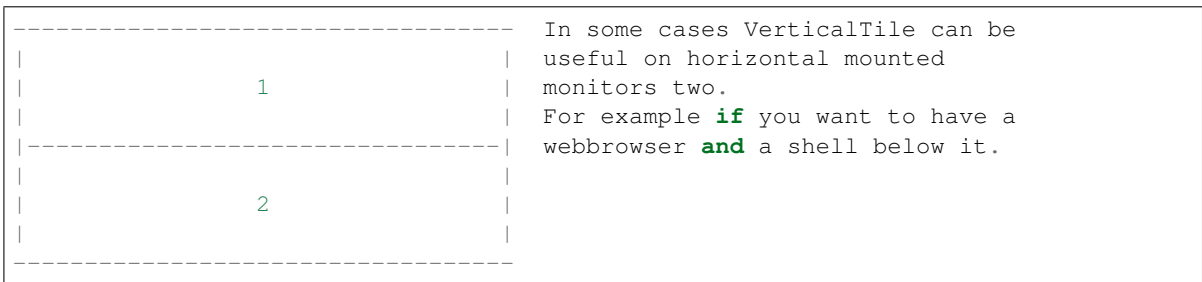 ----------------------------------- In some cases VerticalTile can be
| | useful on horizontal mounted
| 1 | monitors two.
| | For example if you want to have a
|---------------------------------| webbrowser and a shell below it.
| |
| 2 |
| |
-----------------------------------